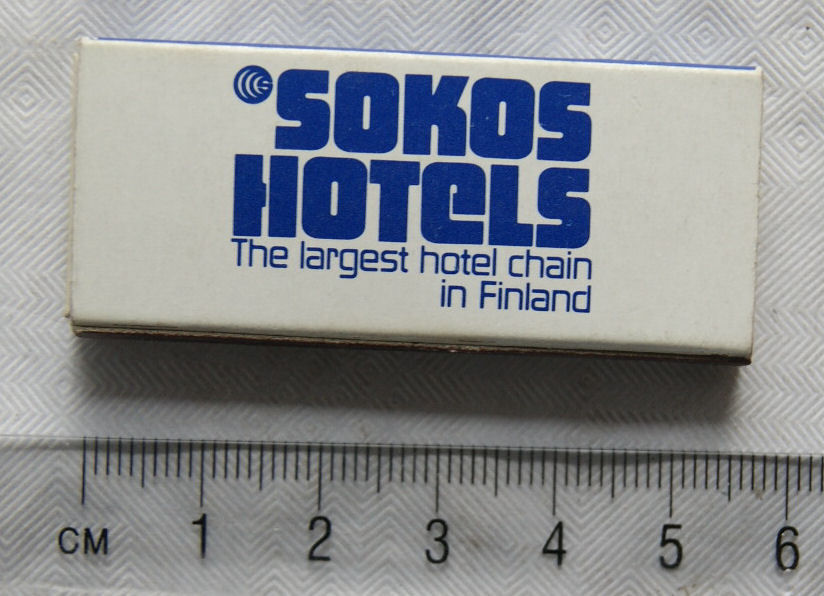 SOKOS
HOTELS
The largest hotel chain
in Finland
CM 1 2 3 4 5 6